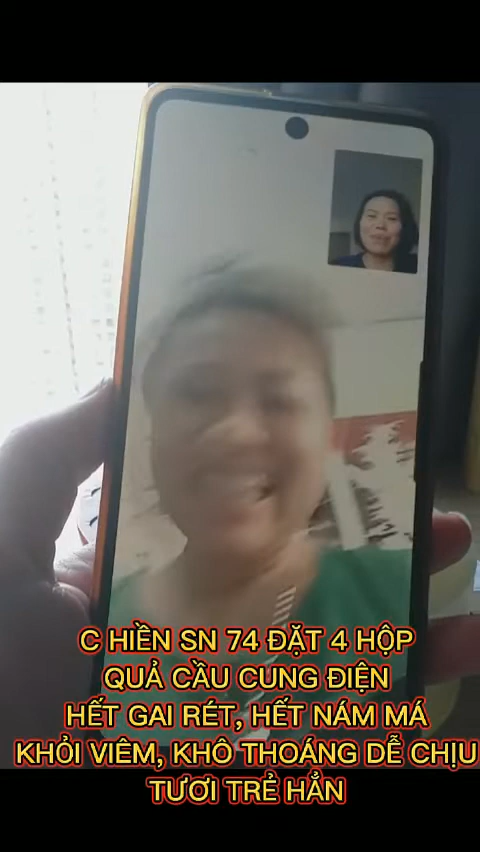 C HIỀN SN 74 ĐẶT 4 HỘP
QUẢ CẦU CUNG ĐIỆN
HẾT GAI RÉT, HẾT NÁM MÁ
KHỎI VIÊM, KHÔ THOÁNG DỄ CHỊU
TƯƠI TRẺ HẲN